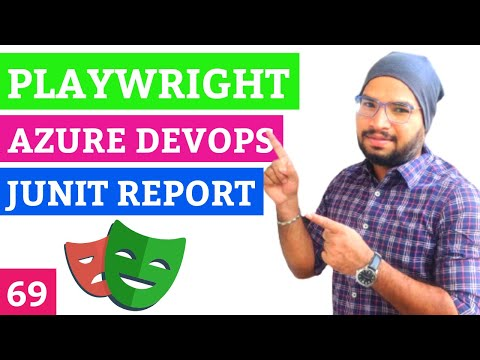 PLAYWRIGHT
AZURE DEVOPS
JUNIT REPORT
69